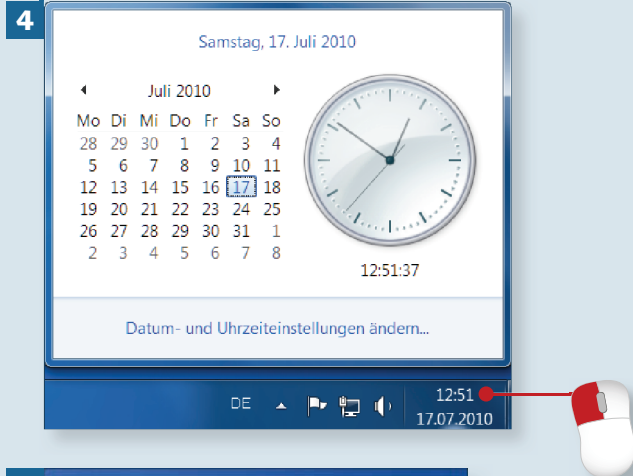 4
Samstag, 17. Juli 2010
Juli 2010
Mo Di Mi Do Fr Sa So
28 29 30 1 2 3 4
5 6 7 8 9 10 11
12 13 14 15 16 17 18
19 20 21 22 23 24 25
26 27 28 29 30 31 1
2 3 4 5 6 7 8
12:51:37
Datum- und Uhrzeiteinstellungen ändern...
DE
12:51
17.07.2010